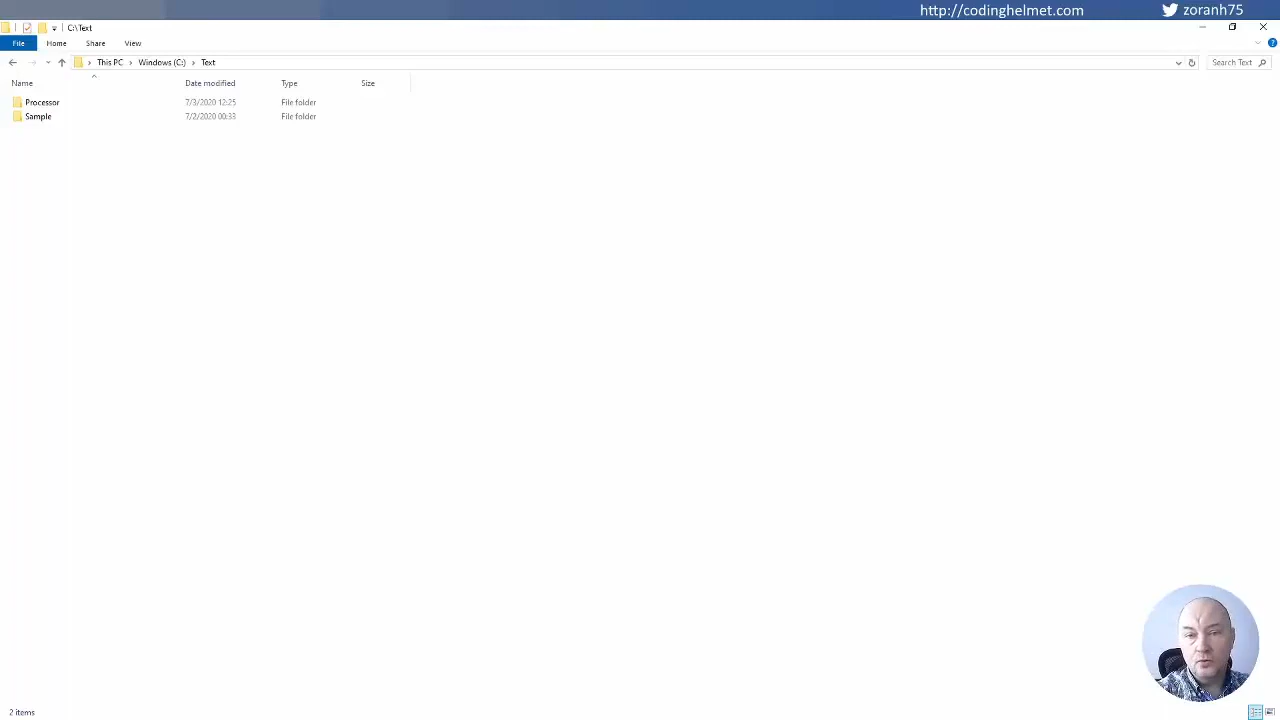 http://codinghelmet.com zoranh75
C:\Text
File Home Share View
This PC Windows (C:) Text Search Text
Name Date modified Type Size
Processor 7/3/2020 12:25 File folder
Sample 7/2/2020 00:33 File folder
2 items